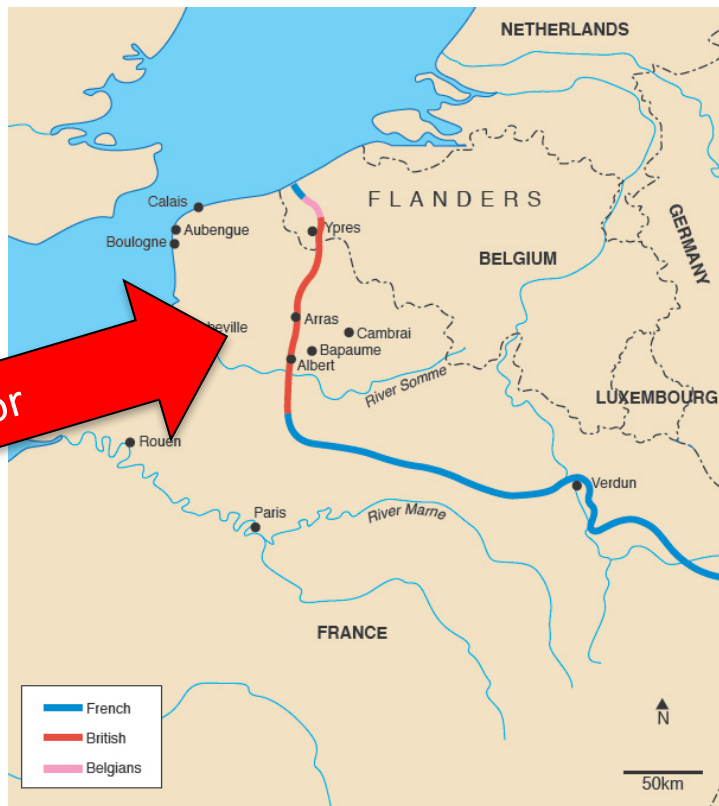 NETHERLANDS
FLANDERS
Calais
Aubengue
Boulogne
Ypres
GERMANY
BELGIUM
Arras
Cambrai
Bapaume
Albert
River Somme
LUXEMBOURG
Rouen
Verdun
Paris
River Marne
FRANCE
French
British
Belgians
N
50km